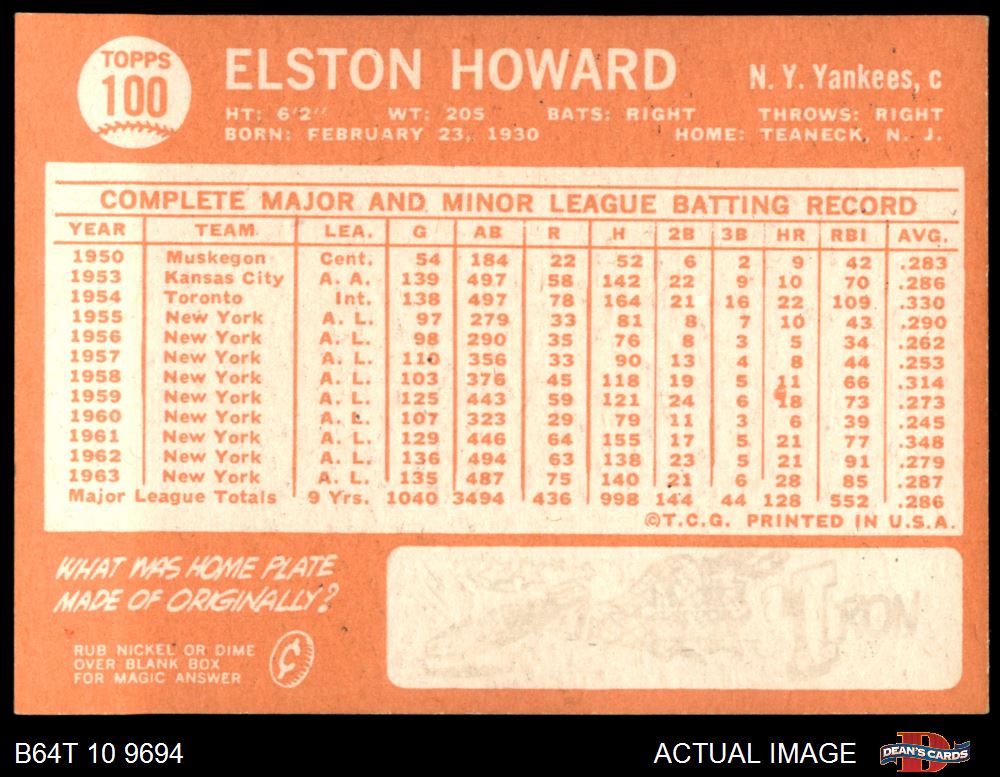 TOPPS
100
ELSTON HOWARD
N. Y. Yankees, c
HT: 6'2" WT: 205 BATS: RIGHT THROWS: RIGHT
BORN: FEBRUARY 23, 1930 HOME: TEANECK, N. J.
COMPLETE MAJOR AND MINOR LEAGUE BATTING RECORD
YEAR TEAM LEA. G AB R H 2B 3B HR RBI AVG.
1950 Muskegon Cent. 54 184 22 52 6 2 9 42 .283
1953 Kansas City A. A. 139 497 58 142 22 9 10 70 .286
1954 Toronto Int. 138 497 78 164 21 16 22 109 .330
1955 New York A. L. 97 279 33 81 8 7 10 43 .290
1956 New York A. L. 98 290 35 76 8 3 5 34 .262
1957 New York A. L. 110 356 33 90 13 4 8 44 .253
1958 New York A. L. 103 376 45 118 19 5 11 66 .314
1959 New York A. L. 125 443 59 121 24 6 18 73 .273
1960 New York A. L. 107 323 29 79 11 3 6 39 .245
1961 New York A. L. 129 446 64 155 17 5 21 77 .348
1962 New York A. L. 136 494 63 138 23 5 21 91 .279
1963 New York A. L. 135 487 75 140 21 6 28 85 .287
Major League Totals 9 Yrs. 1040 3494 436 998 144 44 128 552 .286
©T.C.G. PRINTED IN U.S.A.
WHAT WAS HOME PLATE
MADE OF ORIGINALLY?
RUB NICKEL OR DIME
OVER BLANK BOX
FOR MAGIC ANSWER
¢
B64T 10 9694
ACTUAL IMAGE
D
DEAN'S CARDS